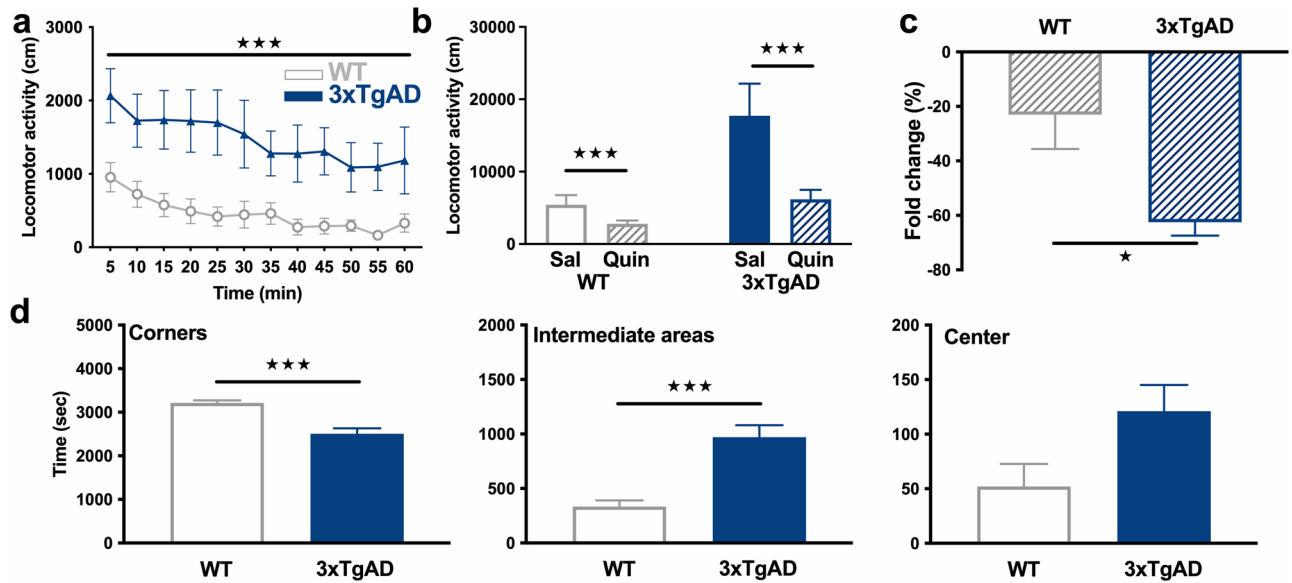 a
Locomotor activity (cm)
3000
2000
1000
0
★★★
WT
3xTgAD
5 10 15 20 25 30 35 40 45 50 55 60
Time (min)
b
Locomotor activity (cm)
30000
20000
10000
0
★★★
★★★
Sal Quin Sal Quin
WT 3xTgAD
c
WT 3xTgAD
Fold change (%)
0
-20
-40
-60
-80
★
d
Time (sec)
5000
4000
3000
2000
1000
0
Corners
★★★
WT 3xTgAD
2000
1500
1000
500
0
Intermediate areas
★★★
WT 3xTgAD
200
150
100
50
0
Center
WT 3xTgAD